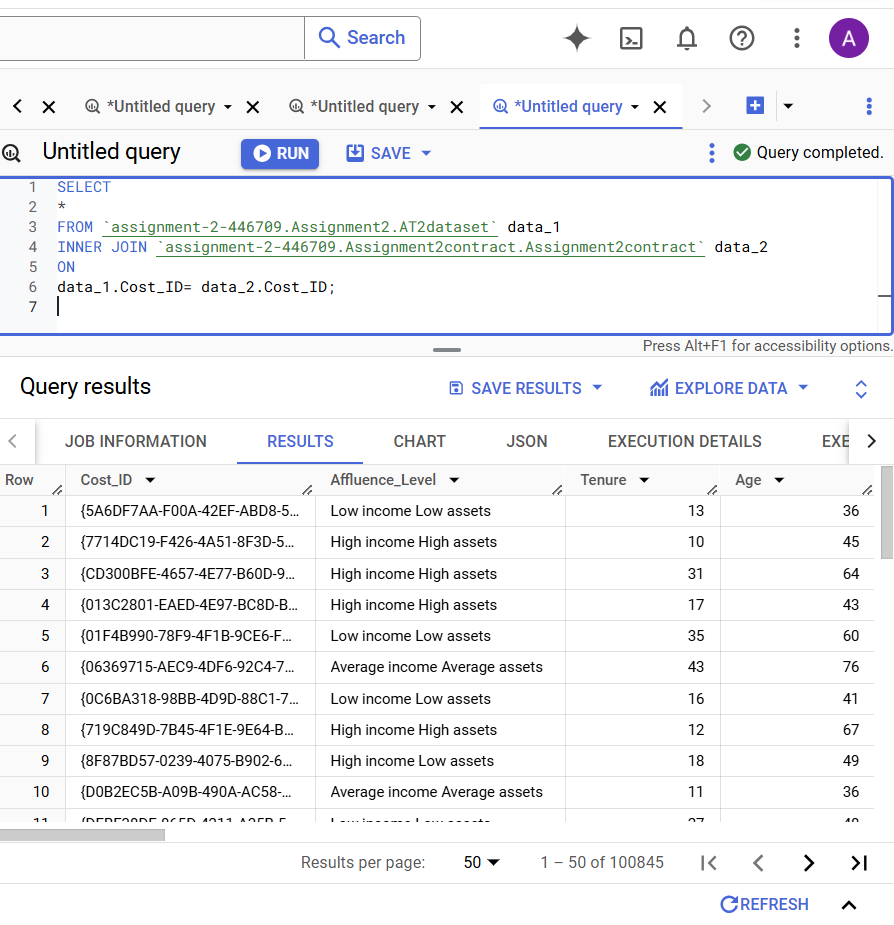 Search
A
*Untitled query
*Untitled query
*Untitled query
Untitled query
RUN
SAVE
Query completed.
1 SELECT
2 *
3 FROM `assignment-2-446709.Assignment2.AT2dataset` data_1
4 INNER JOIN `assignment-2-446709.Assignment2contract.Assignment2contract` data_2
5 ON
6 data_1.Cost_ID= data_2.Cost_ID;
7
Press Alt+F1 for accessibility options.
Query results
SAVE RESULTS
EXPLORE DATA
JOB INFORMATION RESULTS CHART JSON EXECUTION DETAILS EXE
Row Cost_ID Affluence_Level Tenure Age
1 {5A6DF7AA-F00A-42EF-ABD8-5... Low income Low assets 13 36
2 {7714DC19-F426-4A51-8F3D-5... High income High assets 10 45
3 {CD300BFE-4657-4E77-B60D-9... High income High assets 31 64
4 {013C2801-EAED-4E97-BC8D-B... High income High assets 17 43
5 {01F4B990-78F9-4F1B-9CE6-F... Low income Low assets 35 60
6 {06369715-AEC9-4DF6-92C4-7... Average income Average assets 43 76
7 {0C6BA318-98BB-4D9D-88C1-7... Low income Low assets 16 41
8 {719C849D-7B45-4F1E-9E64-B... High income High assets 12 67
9 {8F87BD57-0239-4075-B902-6... High income Low assets 18 49
10 {D0B2EC5B-A09B-490A-AC58-... Average income Average assets 11 36
Results per page: 50 1 – 50 of 100845
REFRESH